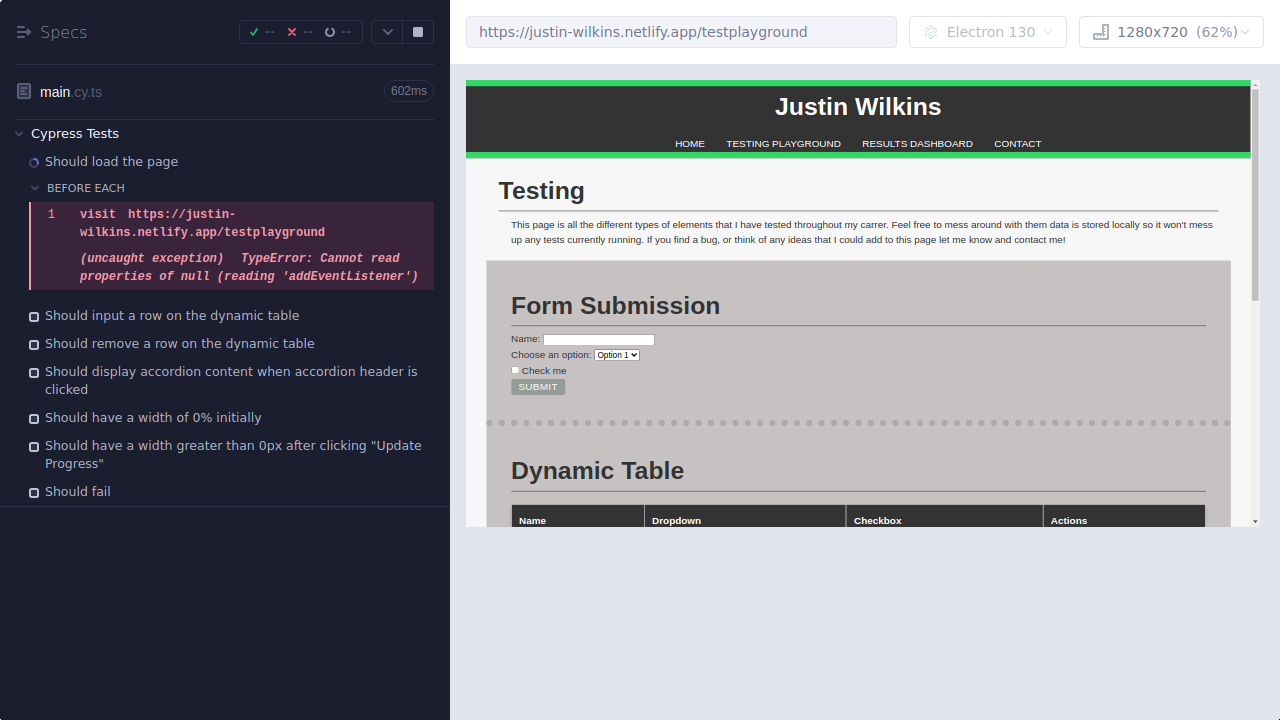 Specs
-- -- --
main.cy.ts
602ms
Cypress Tests
Should load the page
BEFORE EACH
1 visit https://justin-
wilkins.netlify.app/testplayground
(uncaught exception) TypeError: Cannot read
properties of null (reading 'addEventListener')
Should input a row on the dynamic table
Should remove a row on the dynamic table
Should display accordion content when accordion header is
clicked
Should have a width of 0% initially
Should have a width greater than 0px after clicking "Update
Progress"
Should fail
https://justin-wilkins.netlify.app/testplayground
Electron 130
1280x720 (62%)
Justin Wilkins
HOME TESTING PLAYGROUND RESULTS DASHBOARD CONTACT
Testing
This page is all the different types of elements that I have tested throughout my carrer. Feel free to mess around with them data is stored locally so it won't mess
up any tests currently running. If you find a bug, or think of any ideas that I could add to this page let me know and contact me!
Form Submission
Name:
Choose an option: Option 1
Check me
SUBMIT
Dynamic Table
Name Dropdown Checkbox Actions